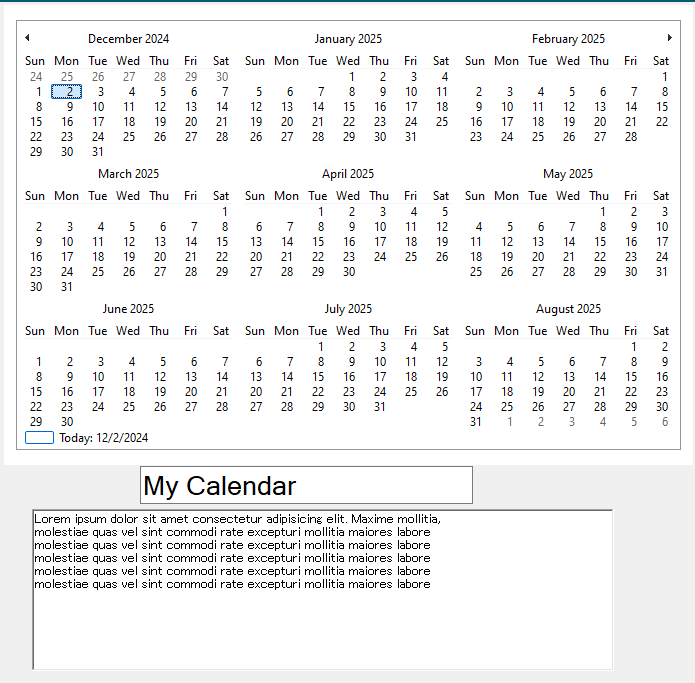 December 2024 January 2025 February 2025
Sun Mon Tue Wed Thu Fri Sat Sun Mon Tue Wed Thu Fri Sat Sun Mon Tue Wed Thu Fri Sat
24 25 26 27 28 29 30 1 2 3 4 1
1 2 3 4 5 6 7 5 6 7 8 9 10 11 2 3 4 5 6 7 8
8 9 10 11 12 13 14 12 13 14 15 16 17 18 9 10 11 12 13 14 15
15 16 17 18 19 20 21 19 20 21 22 23 24 25 16 17 18 19 20 21 22
22 23 24 25 26 27 28 26 27 28 29 30 31 23 24 25 26 27 28
29 30 31
March 2025 April 2025 May 2025
Sun Mon Tue Wed Thu Fri Sat Sun Mon Tue Wed Thu Fri Sat Sun Mon Tue Wed Thu Fri Sat
1 1 2 3 4 5 1 2 3
2 3 4 5 6 7 8 6 7 8 9 10 11 12 4 5 6 7 8 9 10
9 10 11 12 13 14 15 13 14 15 16 17 18 19 11 12 13 14 15 16 17
16 17 18 19 20 21 22 20 21 22 23 24 25 26 18 19 20 21 22 23 24
23 24 25 26 27 28 29 27 28 29 30 25 26 27 28 29 30 31
30 31
June 2025 July 2025 August 2025
Sun Mon Tue Wed Thu Fri Sat Sun Mon Tue Wed Thu Fri Sat Sun Mon Tue Wed Thu Fri Sat
1 2 3 4 5 1 2
1 2 3 4 5 6 7 6 7 8 9 10 11 12 3 4 5 6 7 8 9
8 9 10 11 12 13 14 13 14 15 16 17 18 19 10 11 12 13 14 15 16
15 16 17 18 19 20 21 20 21 22 23 24 25 26 17 18 19 20 21 22 23
22 23 24 25 26 27 28 27 28 29 30 31 24 25 26 27 28 29 30
29 30 31 1 2 3 4 5 6
Today: 12/2/2024
My Calendar
Lorem ipsum dolor sit amet consectetur adipisicing elit. Maxime mollitia,
molestiae quas vel sint commodi rate excepturi mollitia maiores labore
molestiae quas vel sint commodi rate excepturi mollitia maiores labore
molestiae quas vel sint commodi rate excepturi mollitia maiores labore
molestiae quas vel sint commodi rate excepturi mollitia maiores labore
molestiae quas vel sint commodi rate excepturi mollitia maiores labore